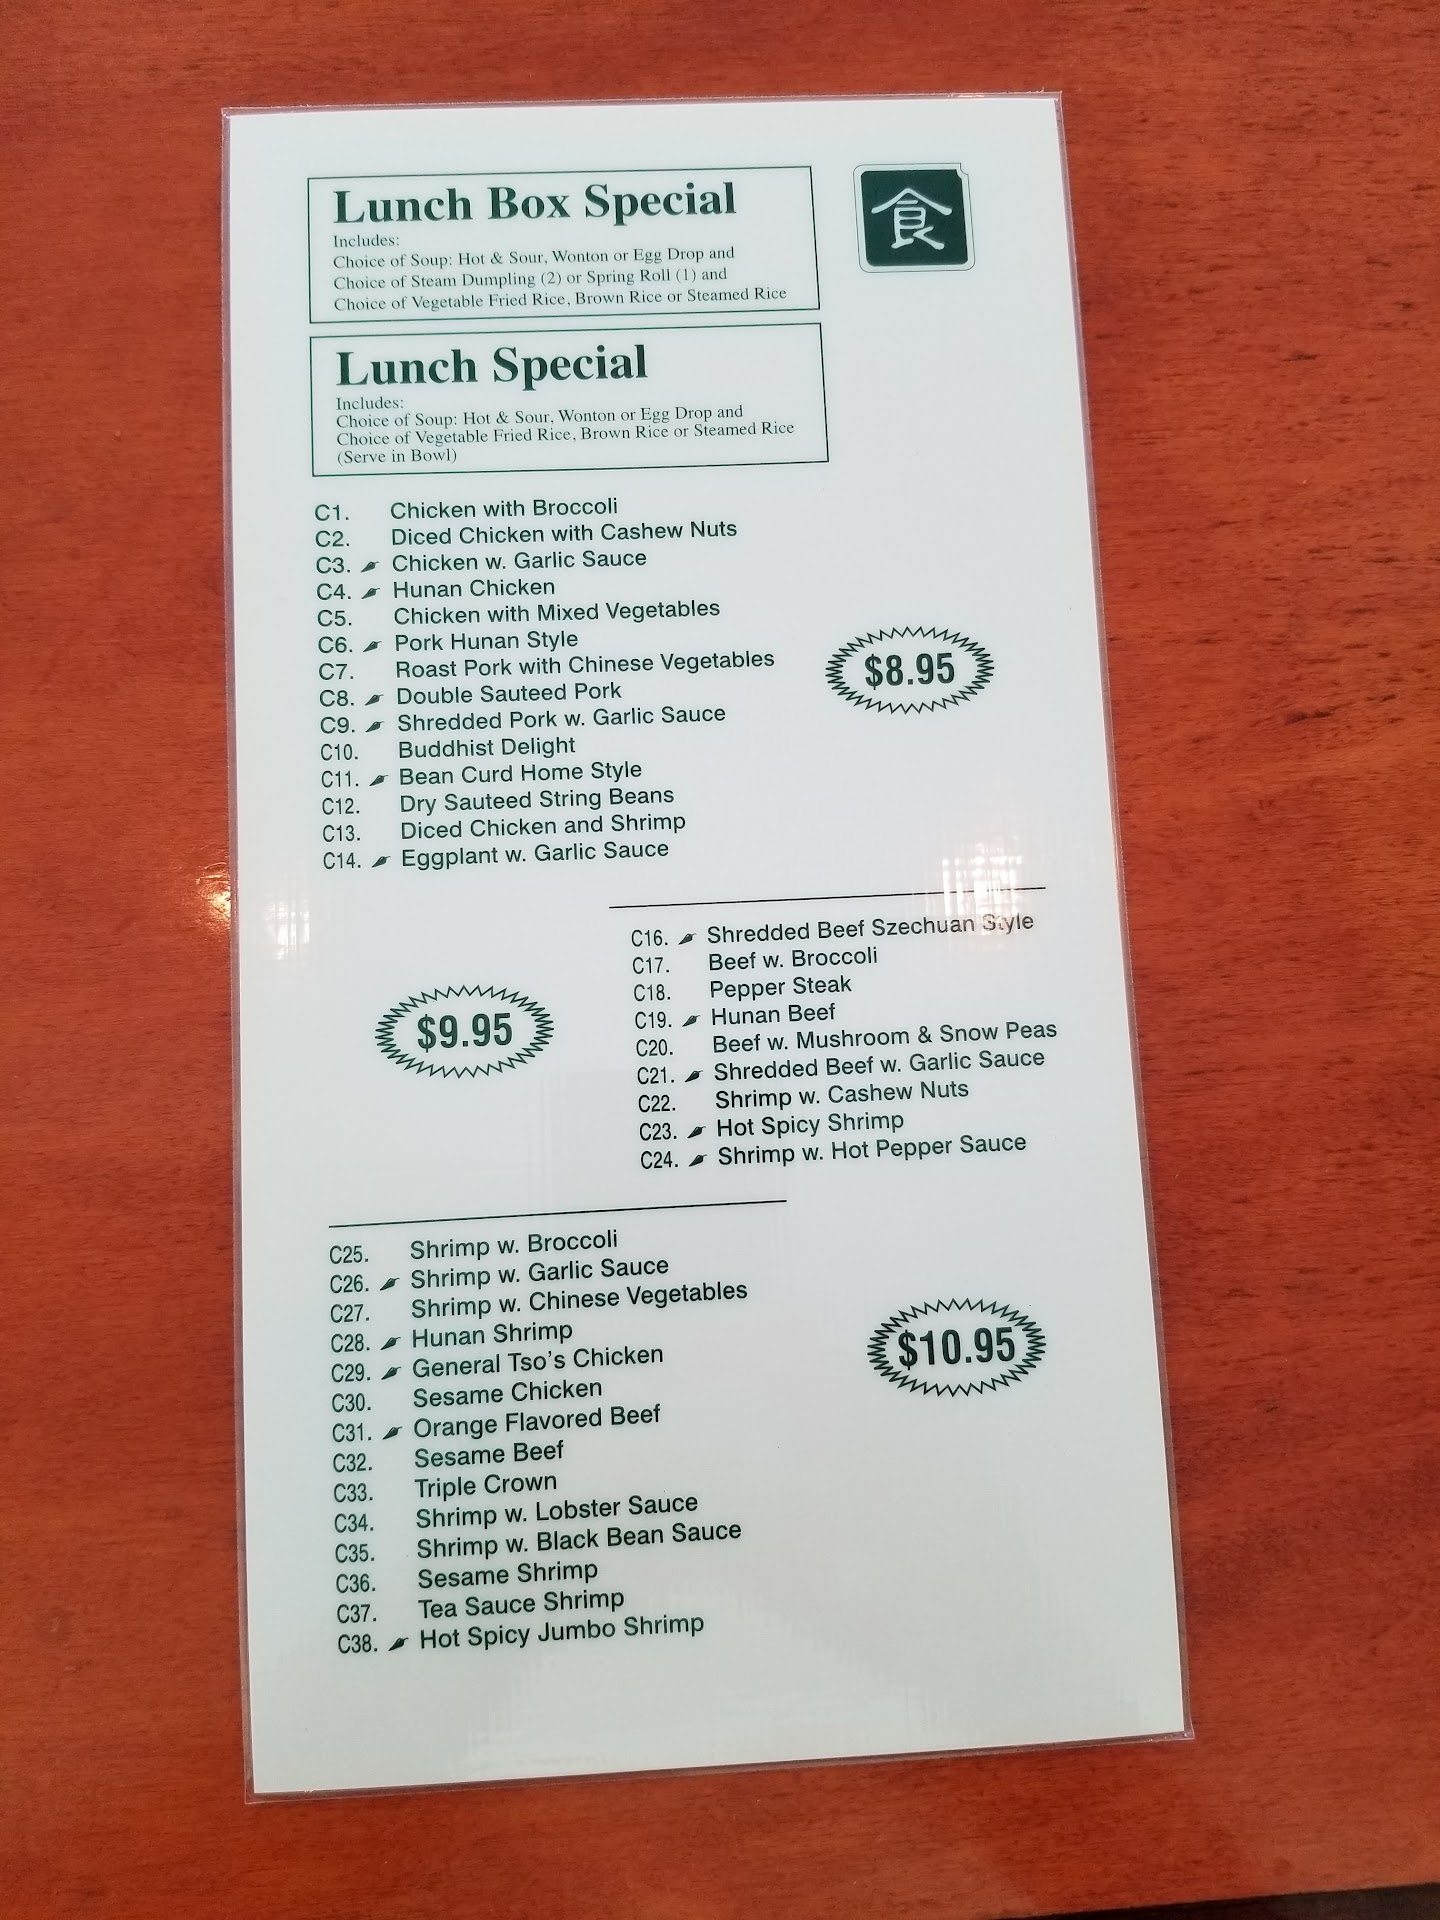 Lunch Box Special
食
Includes:
Choice of Soup: Hot & Sour, Wonton or Egg Drop and
Choice of Steam Dumpling (2) or Spring Roll (1) and
Choice of Vegetable Fried Rice, Brown Rice or Steamed Rice
Lunch Special
Includes:
Choice of Soup: Hot & Sour, Wonton or Egg Drop and
Choice of Vegetable Fried Rice, Brown Rice or Steamed Rice
(Serve in Bowl)
C1. Chicken with Broccoli
C2. Diced Chicken with Cashew Nuts
C3. Chicken w. Garlic Sauce
C4. Hunan Chicken
C5. Chicken with Mixed Vegetables
C6. Pork Hunan Style
C7. Roast Pork with Chinese Vegetables
C8. Double Sauteed Pork
C9. Shredded Pork w. Garlic Sauce
C10. Buddhist Delight
C11. Bean Curd Home Style
C12. Dry Sauteed String Beans
C13. Diced Chicken and Shrimp
C14. Eggplant w. Garlic Sauce
$8.95
C16. Shredded Beef Szechuan Style
C17. Beef w. Broccoli
C18. Pepper Steak
C19. Hunan Beef
C20. Beef w. Mushroom & Snow Peas
C21. Shredded Beef w. Garlic Sauce
C22. Shrimp w. Cashew Nuts
C23. Hot Spicy Shrimp
C24. Shrimp w. Hot Pepper Sauce
$9.95
C25. Shrimp w. Broccoli
C26. Shrimp w. Garlic Sauce
C27. Shrimp w. Chinese Vegetables
C28. Hunan Shrimp
C29. General Tso's Chicken
C30. Sesame Chicken
C31. Orange Flavored Beef
C32. Sesame Beef
C33. Triple Crown
C34. Shrimp w. Lobster Sauce
C35. Shrimp w. Black Bean Sauce
C36. Sesame Shrimp
C37. Tea Sauce Shrimp
C38. Hot Spicy Jumbo Shrimp
$10.95